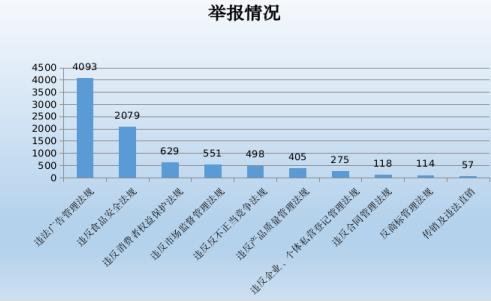 举报情况
4500
4000
3500
3000
2500
2000
1500
1000
500
0
4093
2079
629
551
498
405
275
118
114
57
违法广告管理法规
违反食品安全法规
违反消费者权益保护法规
违反市场监督管理法规
违反反不正当竞争法规
违反产品质量管理法规
违反企业、个体私营登记管理法规
违反合同管理法规
反商标管理法规
传销及违法直销